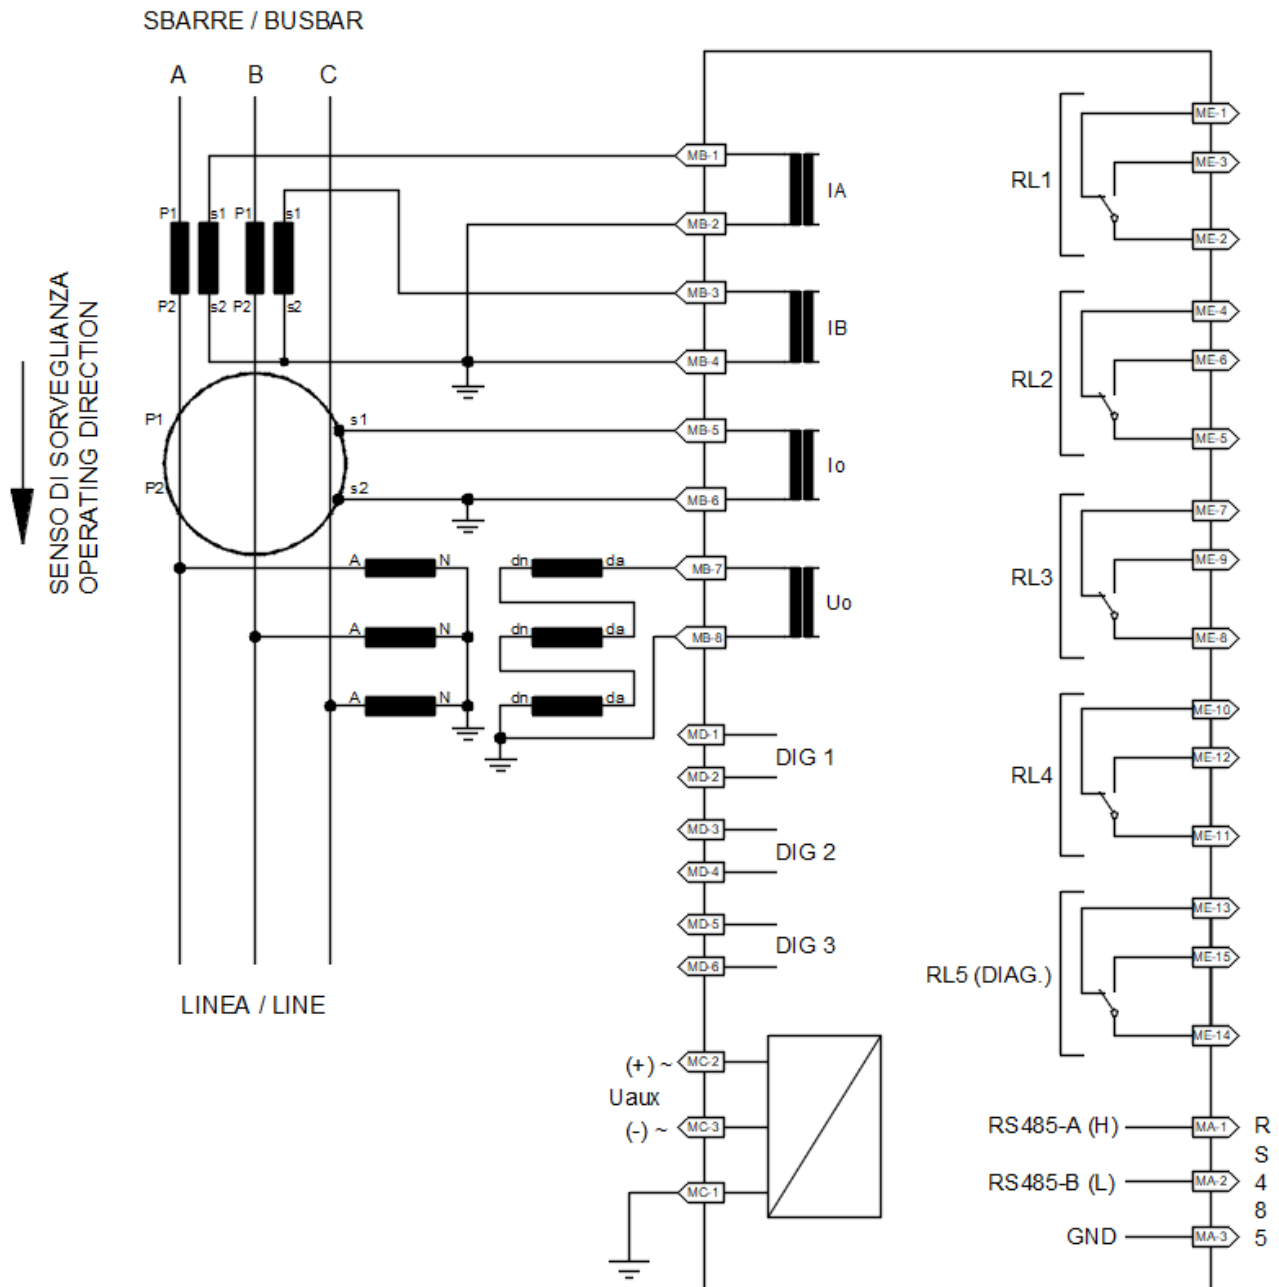 SBARRE / BUSBAR
A B C
P1 s1 P1 s1
P2 s2 P2 s2
SENSO DI SORVEGLIANZA
OPERATING DIRECTION
P1 s1
P2 s2
A N dn da
A N dn da
A N dn da
LINEA / LINE
MB-1
IA
MB-2
MB-3
IB
MB-4
MB-5
Io
MB-6
MB-7
Uo
MB-8
MD-1
DIG 1
MD-2
MD-3
DIG 2
MD-4
MD-5
DIG 3
MD-6
(+) ~ MC-2
Uaux
(-) ~ MC-3
MC-1
ME-1
RL1 ME-3
ME-2
ME-4
RL2 ME-6
ME-5
ME-7
RL3 ME-9
ME-8
ME-10
RL4 ME-12
ME-11
ME-13
RL5 (DIAG.) ME-15
ME-14
RS485-A (H) MA-1
RS485-B (L) MA-2
GND MA-3
RS485